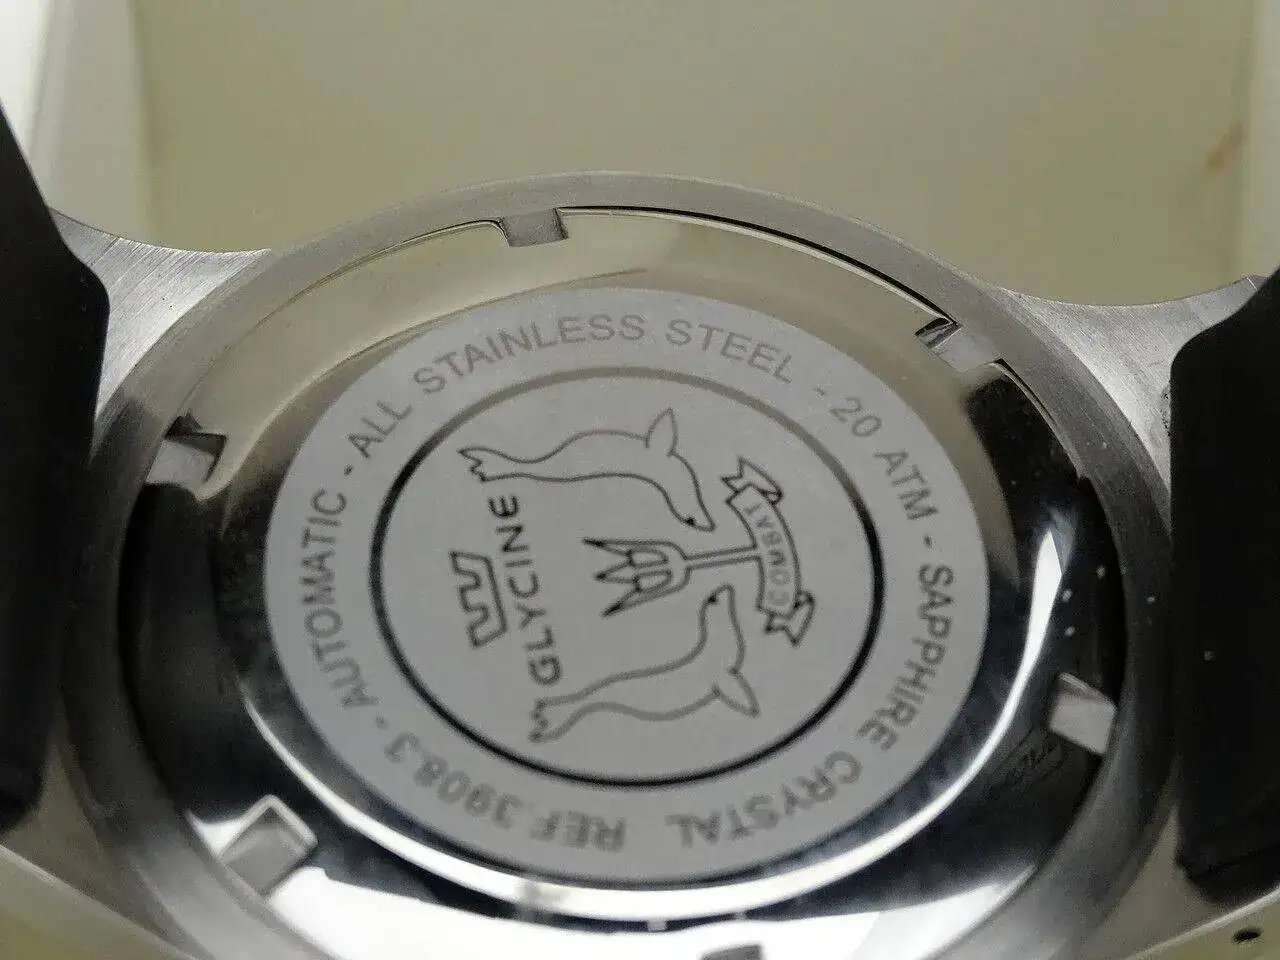 AUTOMATIC - ALL STAINLESS STEEL - 20 ATM - SAPPHIRE CRYSTAL
REF 3908.3 -
GLYCINE
COMBAT